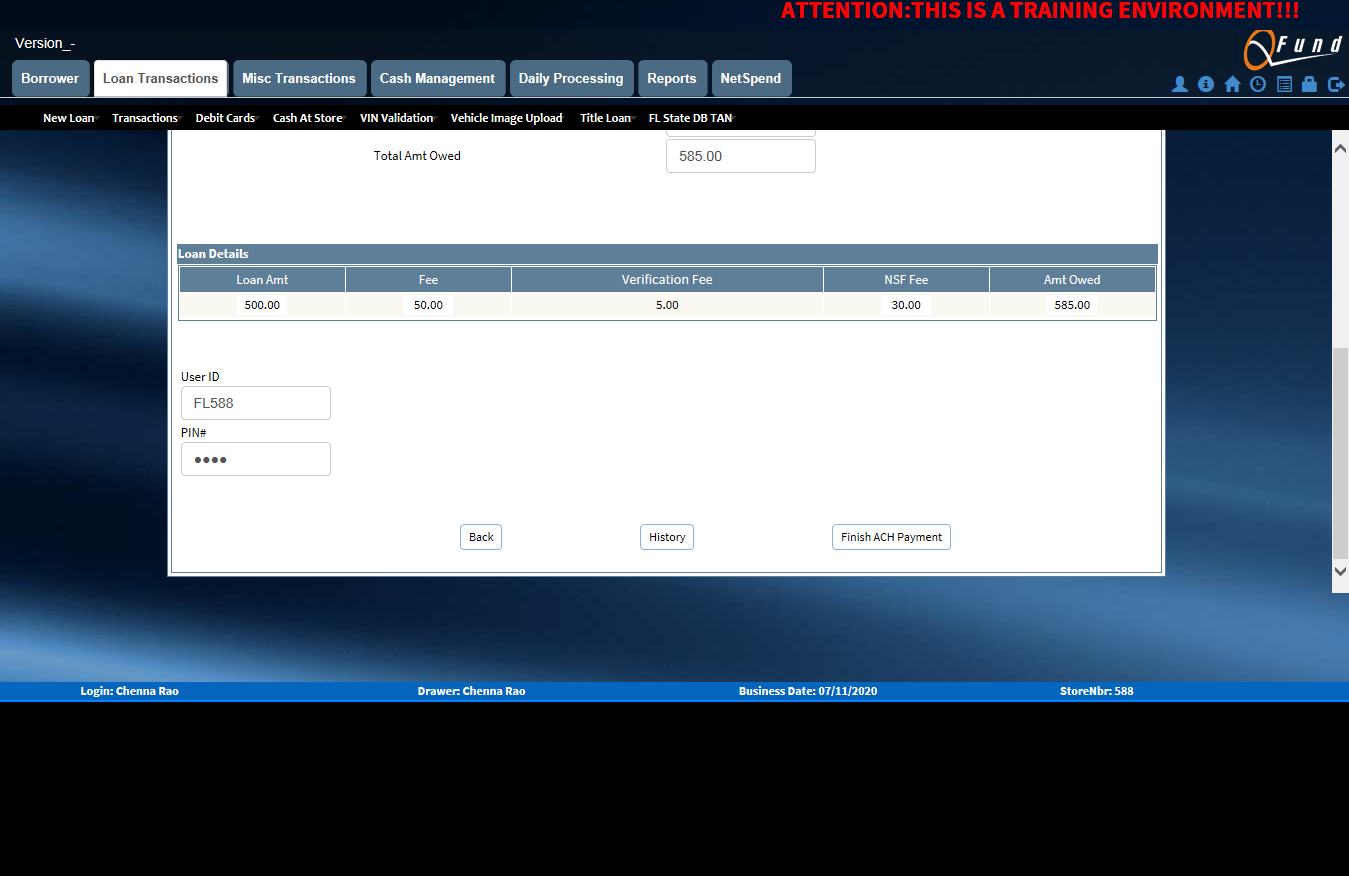 ATTENTION:THIS IS A TRAINING ENVIRONMENT!!!
Version_-
QFund
Borrower Loan Transactions Misc Transactions Cash Management Daily Processing Reports NetSpend
New Loan Transactions Debit Cards Cash At Store VIN Validation Vehicle Image Upload Title Loan FL State DB TAN
Total Amt Owed 585.00
Loan Details
Loan Amt Fee Verification Fee NSF Fee Amt Owed
500.00 50.00 5.00 30.00 585.00
User ID
FL588
PIN#
●●●●
Back History Finish ACH Payment
Login: Chenna Rao Drawer: Chenna Rao Business Date: 07/11/2020 StoreNbr: 588